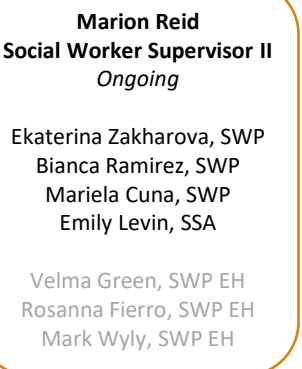 Marion Reid
Social Worker Supervisor II
Ongoing
Ekaterina Zakharova, SWP
Bianca Ramirez, SWP
Mariela Cuna, SWP
Emily Levin, SSA
Velma Green, SWP EH
Rosanna Fierro, SWP EH
Mark Wyly, SWP EH